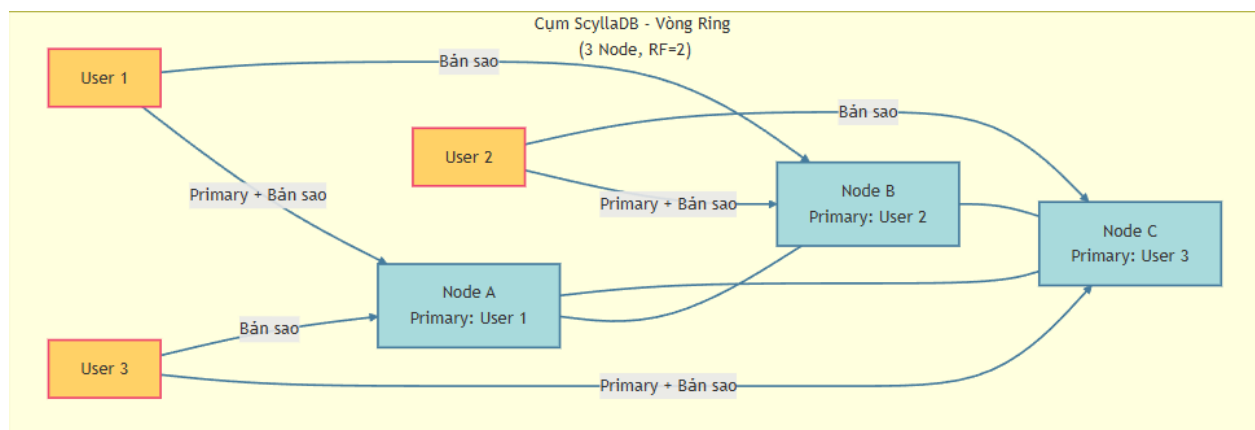 Cụm ScyllaDB - Vòng Ring
(3 Node, RF=2)
User 1
Bản sao
Bản sao
User 2
Primary + Bản sao
Primary + Bản sao
Node B
Primary: User 2
Node C
Primary: User 3
Node A
Primary: User 1
Bản sao
User 3
Primary + Bản sao